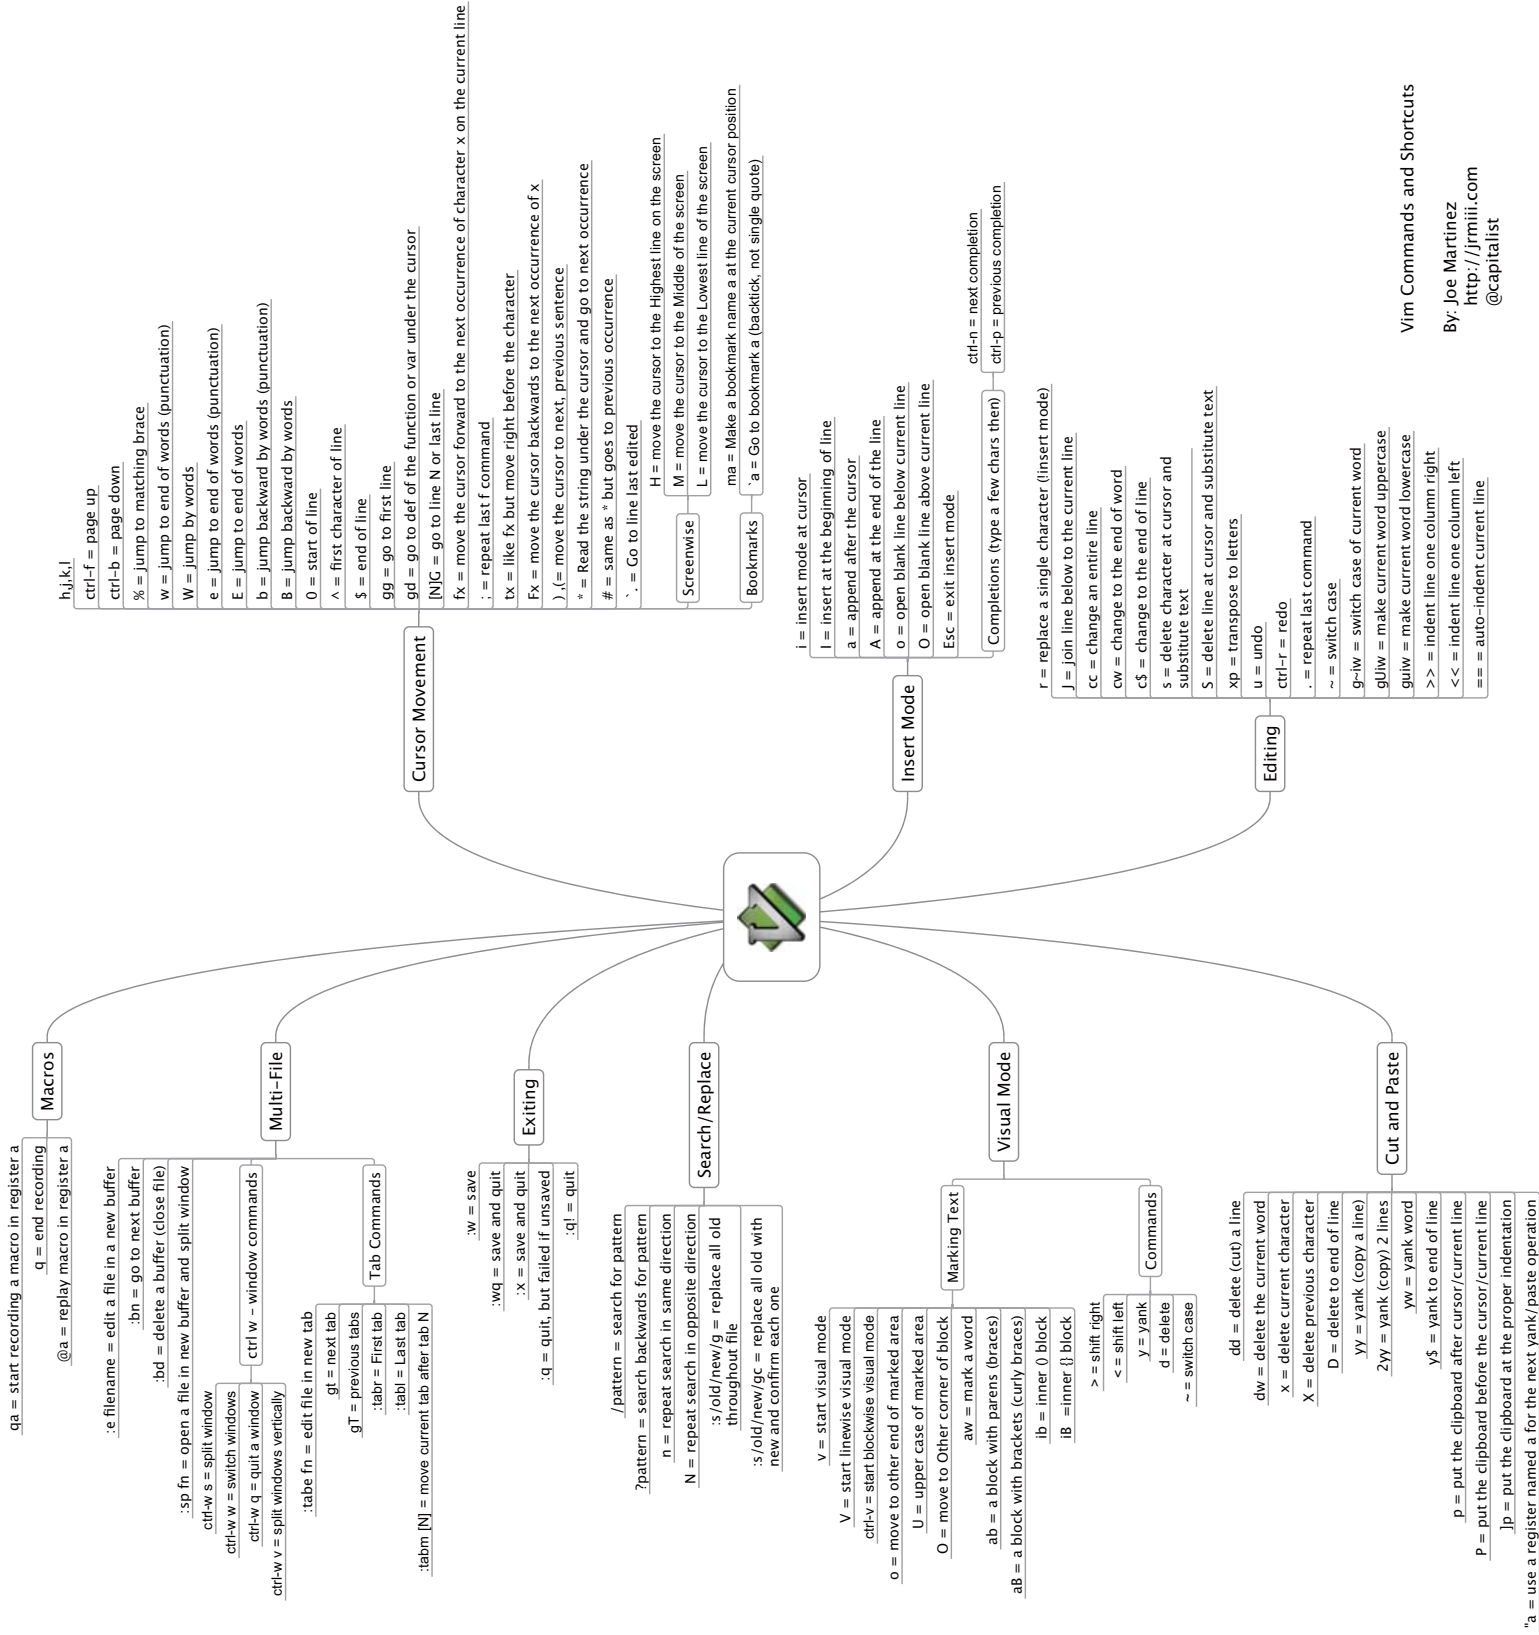 Macros
qa = start recording a macro in register a
q = end recording
@a = replay macro in register a
Multi-File
:e filename = edit a file in a new buffer
:bn = go to next buffer
:bd = delete a buffer (close file)
:sp fn = open a file in new buffer and split window
ctrl w - window commands
ctrl-w s = split window
ctrl-w w = switch windows
ctrl-w q = quit a window
ctrl-w v = split windows vertically
Tab Commands
:tabe fn = edit file in new tab
gt = next tab
gT = previous tabs
:tabr = First tab
:tabl = Last tab
:tabm [N] = move current tab after tab N
Exiting
:w = save
:wq = save and quit
:x = save and quit
:q = quit, but failed if unsaved
:q! = quit
Search/Replace
/pattern = search for pattern
?pattern = search backwards for pattern
n = repeat search in same direction
N = repeat search in opposite direction
:s/old/new/g = replace all old
throughout file
:s/old/new/gc = replace all old with
new and confirm each one
Visual Mode
Marking Text
v = start visual mode
V = start linewise visual mode
ctrl-v = start blockwise visual mode
o = move to other end of marked area
U = upper case of marked area
O = move to Other corner of block
aw = mark a word
ab = a block with parens (braces)
aB = a block with brackets (curly braces)
ib = inner () block
iB =inner {} block
Commands
> = shift right
< = shift left
y = yank
d = delete
~ = switch case
Cut and Paste
dd = delete (cut) a line
dw = delete the current word
x = delete current character
X = delete previous character
D = delete to end of line
yy = yank (copy a line)
2yy = yank (copy) 2 lines
yw = yank word
y$ = yank to end of line
p = put the clipboard after cursor/current line
P = put the clipboard before the cursor/current line
]p = put the clipboard at the proper indentation
"a = use a register named a for the next yank/paste operation
Cursor Movement
h,j,k,l
ctrl-f = page up
ctrl-b = page down
% = jump to matching brace
w = jump to end of words (punctuation)
W = jump by words
e = jump to end of words (punctuation)
E = jump to end of words
b = jump backward by words (punctuation)
B = jump backward by words
0 = start of line
^ = first character of line
$ = end of line
gg = go to first line
gd = go to def of the function or var under the cursor
[N]G = go to line N or last line
fx = move the cursor forward to the next occurrence of character x on the current line
; = repeat last f command
tx = like fx but move right before the character
Fx = move the cursor backwards to the next occurrence of x
) ,(= move the cursor to next, previous sentence
* = Read the string under the cursor and go to next occurrence
# = same as * but goes to previous occurrence
`. = Go to line last edited
Screenwise
H = move the cursor to the Highest line on the screen
M = move the cursor to the Middle of the screen
L = move the cursor to the Lowest line of the screen
Bookmarks
ma = Make a bookmark name a at the current cursor position
`a = Go to bookmark a (backtick, not single quote)
Insert Mode
i = insert mode at cursor
I = insert at the beginning of line
a = append after the cursor
A = Append at the end of the line
o = open blank line below current line
O = open blank line above current line
Esc = exit insert mode
Completions (type a few chars then)
ctrl-n = next completion
ctrl-p = previous completion
Editing
r = replace a single character (insert mode)
J = join line below to the current line
cc = change an entire line
cw = change to the end of word
c$ = change to the end of line
s = delete character at cursor and
substitute text
S = delete line at cursor and substitute text
xp = transpose to letters
u = undo
ctrl-r = redo
. = repeat last command
~ = switch case
g~iw = switch case of current word
gUiw = make current word uppercase
guiw = make current word lowercase
>> = indent line one column right
<< = indent line one column left
== = auto-indent current line
Vim Commands and Shortcuts
By: Joe Martinez
http://jrmiii.com
@capitalist